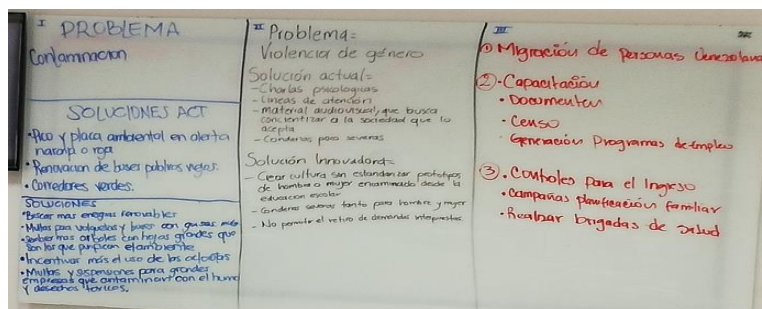 I PROBLEMA
Contaminacion
SOLUCIONES ACT
• Pico y placa ambiental en alerta
naranja o roja
• Renovacion de buses publicos viejos.
• Corredores verdes.
SOLUCIONES
• Buscar mas energias renovables
• Multas para volquetas y buses con gases
• Sembrar mas arboles con hojas grandes que
son los que purifican el ambiente
• Incentivar más el uso de las ciclovias
• Multas y suspensiones para grandes
empresas que contaminan con el humo
y desechos toxicos.
II Problema=
Violencia de género
Solución actual=
- Charlas psicologicas
- Líneas de atención
- material audiovisual, que busca
concientizar a la sociedad que lo
acepta
- Condenas poco severas
Solución Innovadora=
- Crear cultura sin estandarizar prototipos
de hombre o mujer encaminado desde la
educación escolar
- Condenas severas tanto para hombre y mujer
- No permitir el retiro de demandas interpuestas
III
① Migración de personas Venezolana
②. Capacitación
• Documentar
• Censo
• Generación Programas de empleo
③. Controles para el Ingreso
• Campañas planificación familiar
• Realizar brigadas de salud